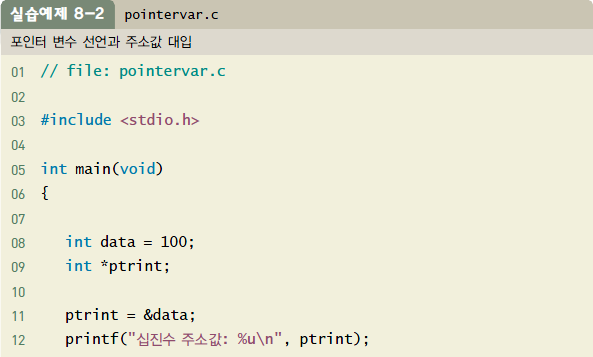 실습예제 8-2 pointervar.c
포인터 변수 선언과 주소값 대입
01 // file: pointervar.c
02
03 #include <stdio.h>
04
05 int main(void)
06 {
07
08 int data = 100;
09 int *ptrint;
10
11 ptrint = &data;
12 printf("십진수 주소값: %u\n", ptrint);